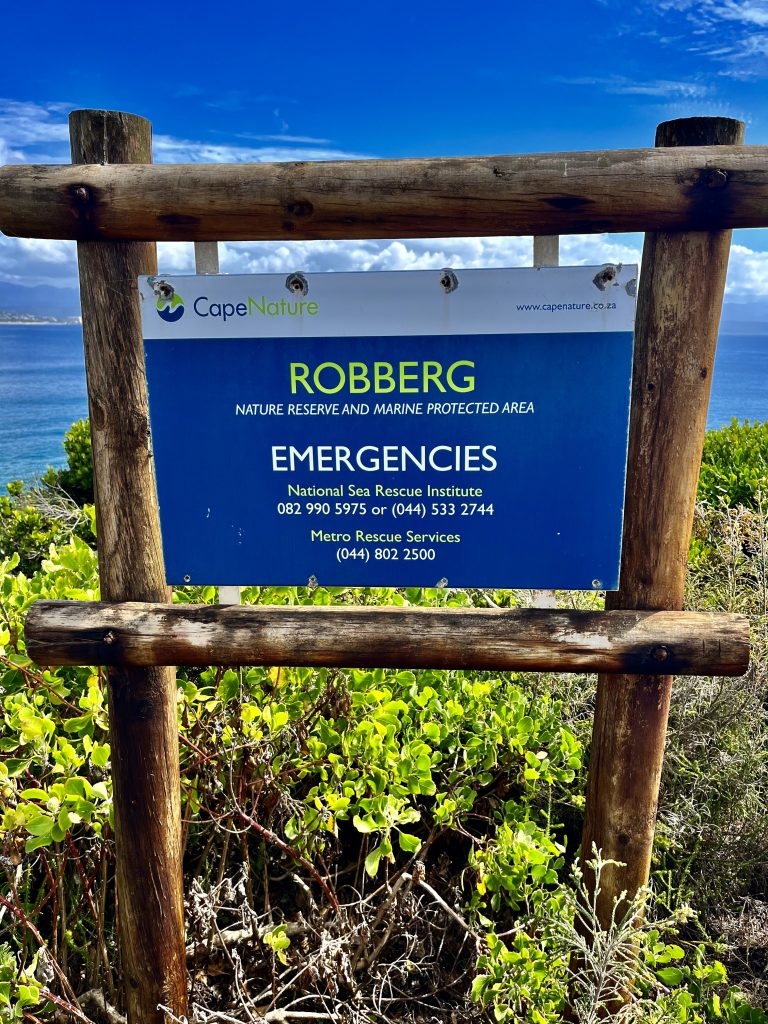 CapeNature
www.capenature.co.za
ROBBERG
NATURE RESERVE AND MARINE PROTECTED AREA
EMERGENCIES
National Sea Rescue Institute
082 990 5975 or (044) 533 2744
Metro Rescue Services
(044) 802 2500